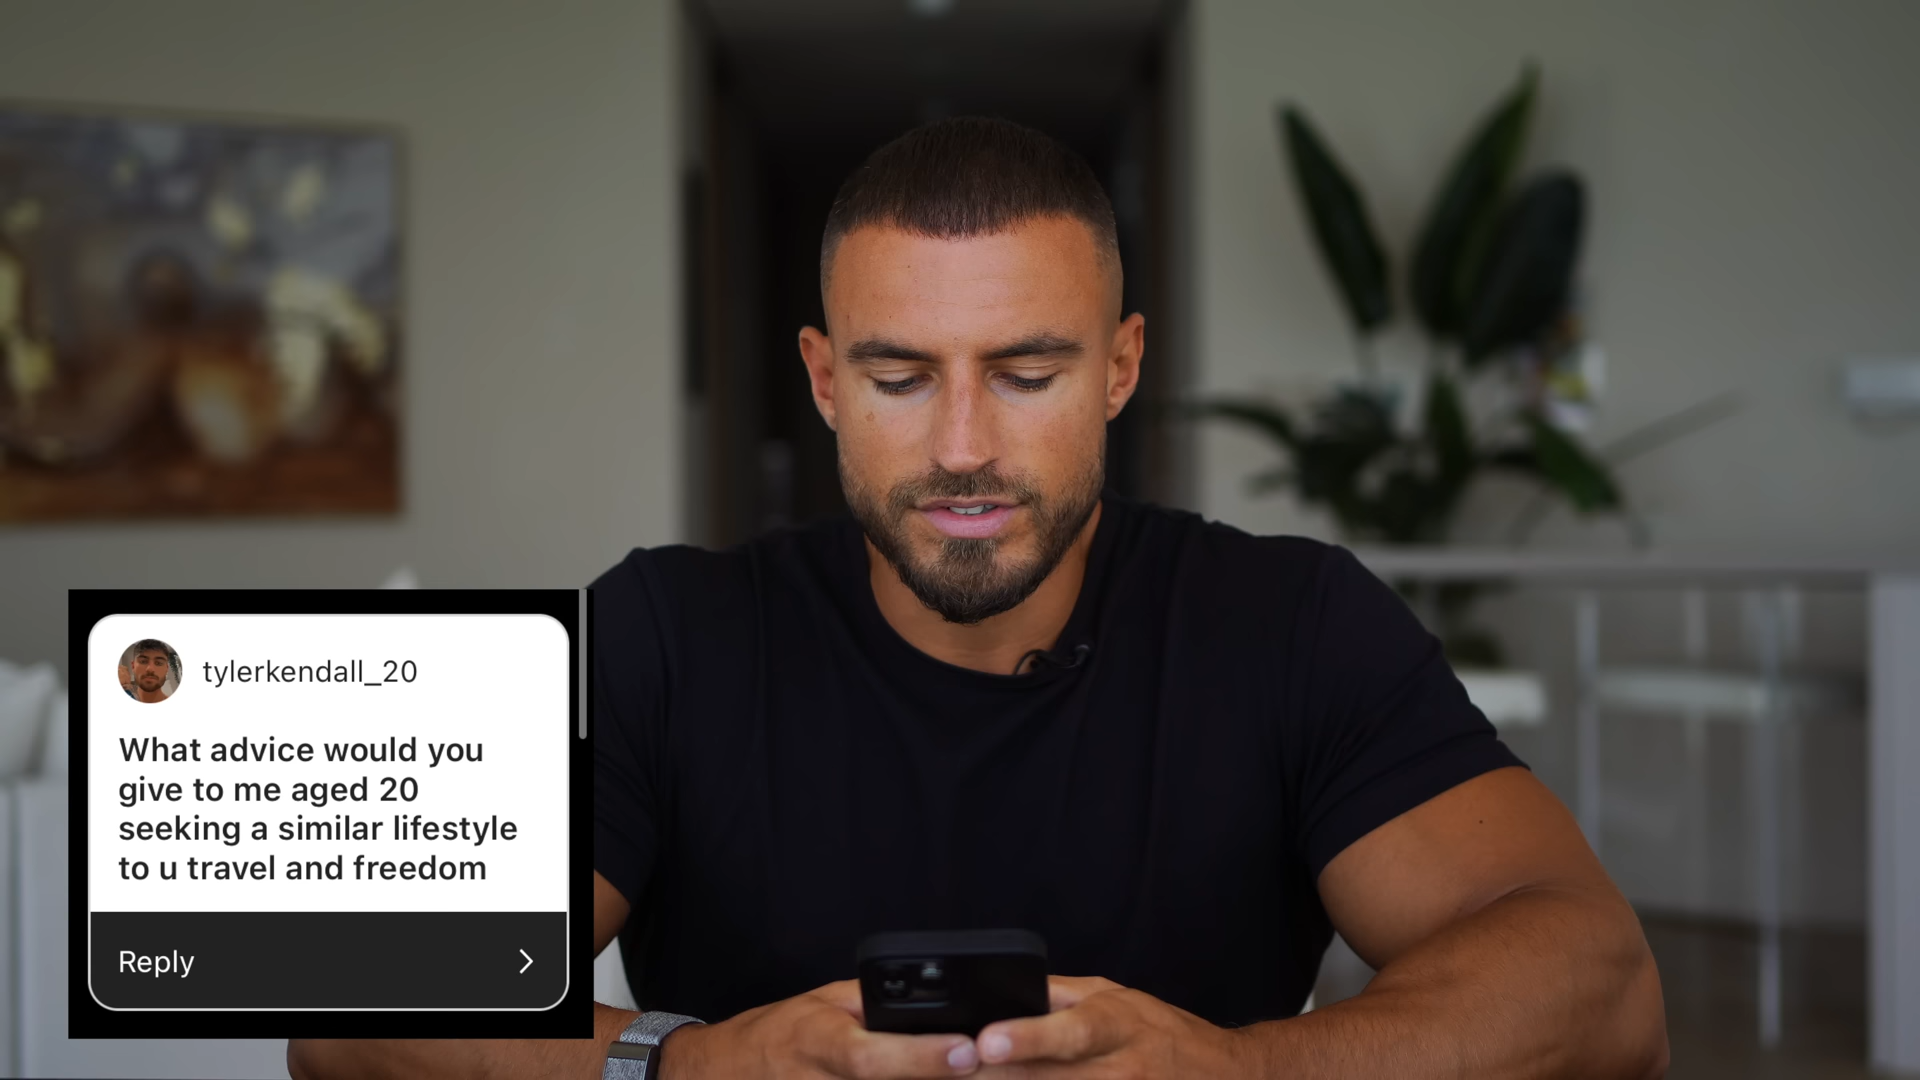 tylerkendall_20
What advice would you
give to me aged 20
seeking a similar lifestyle
to u travel and freedom
Reply